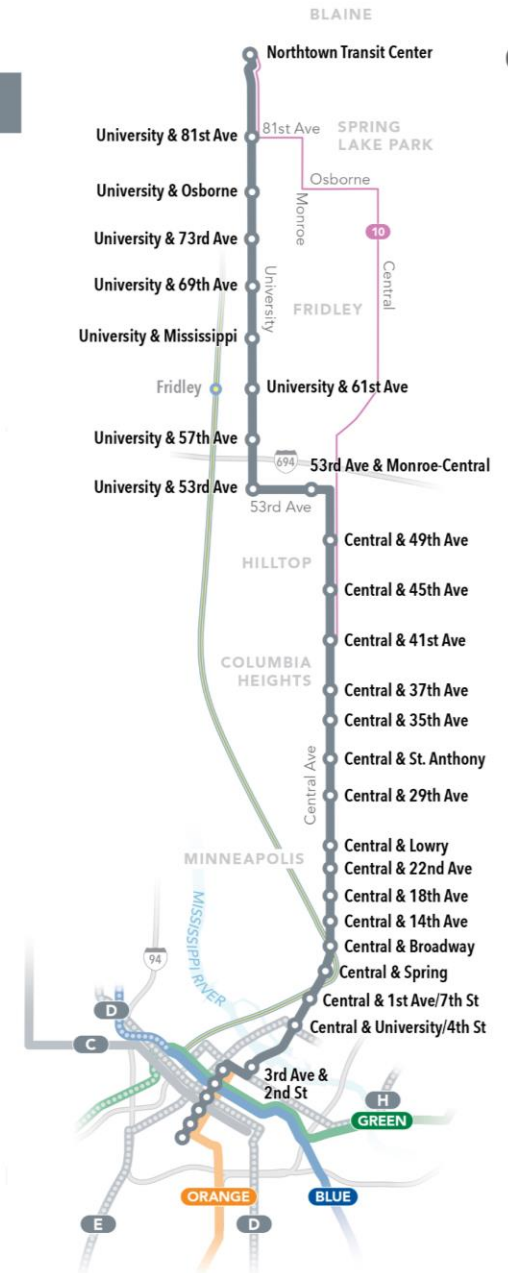 BLAINE
Northtown Transit Center
University & 81st Ave
81st Ave
SPRING
LAKE PARK
University & Osborne
Osborne
Monroe
University & 73rd Ave
10
University & 69th Ave
University
Central
FRIDLEY
University & Mississippi
Fridley
University & 61st Ave
University & 57th Ave
694
53rd Ave & Monroe-Central
University & 53rd Ave
53rd Ave
Central & 49th Ave
HILLTOP
Central & 45th Ave
Central & 41st Ave
COLUMBIA
HEIGHTS
Central & 37th Ave
Central & 35th Ave
Central & St. Anthony
Central Ave
Central & 29th Ave
Central & Lowry
MINNEAPOLIS
Central & 22nd Ave
Central & 18th Ave
MISSISSIPPI RIVER
Central & 14th Ave
Central & Broadway
94
Central & Spring
Central & 1st Ave/7th St
D
Central & University/4th St
C
3rd Ave &
2nd St
H
GREEN
ORANGE
BLUE
E
D